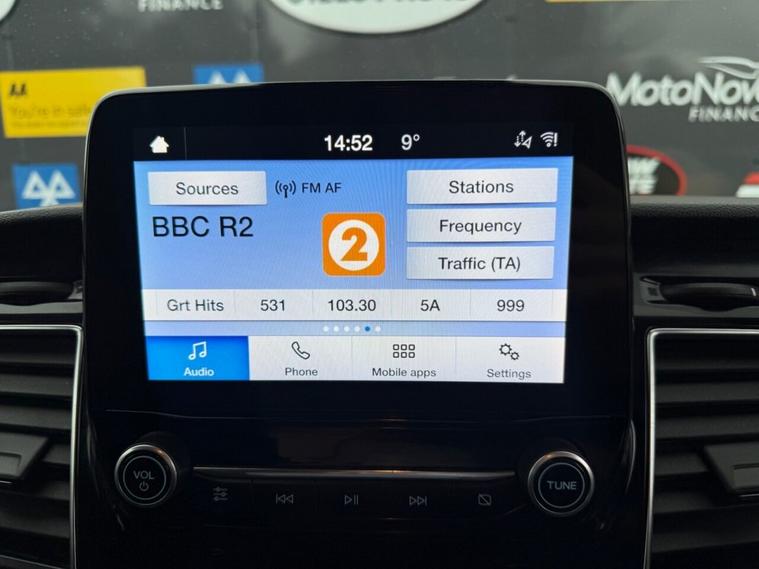 FINANCE
AA
You're in safe
MotoNovo
FINANCE
14:52 9°
Sources FM AF Stations
BBC R2 2 Frequency
Traffic (TA)
Grt Hits 531 103.30 5A 999
Audio Phone Mobile apps Settings
VOL TUNE